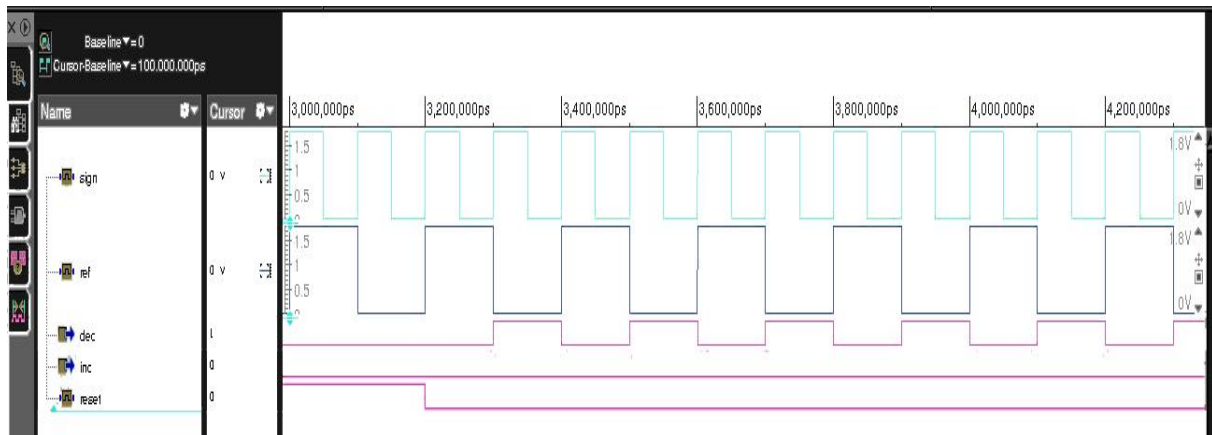 Baseline▼=0
Cursor-Baseline▼=100.000.000ps
Name Cursor 3,000,000ps 3,200,000ps 3,400,000ps 3,600,000ps 3,800,000ps 4,000,000ps 4,200,000ps
1.5 1.8V
1
sign 0 v
0.5
0V
1.5 1.8V
1
ref 0 v
0.5
0V
dec 1
inc 0
reset 0